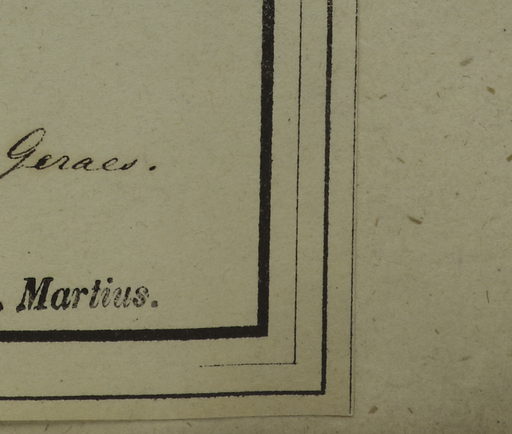 Geraes.
. Martius.